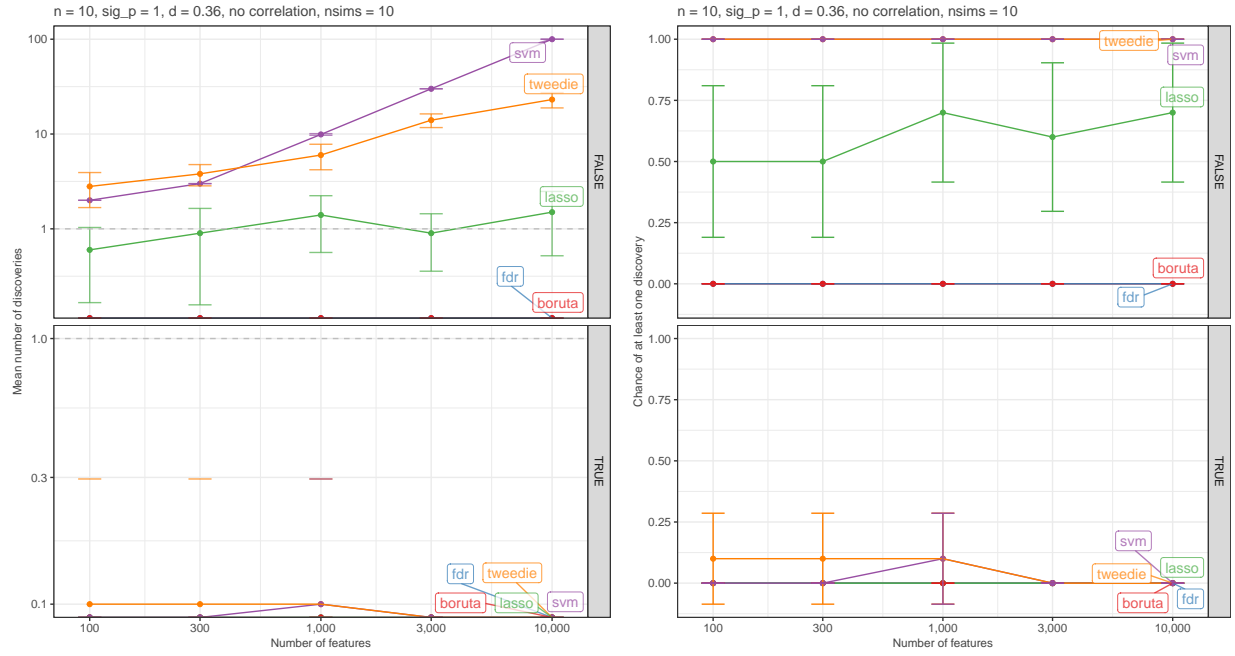 n = 10, sig_p = 1, d = 0.36, no correlation, nsims = 10
Mean number of discoveries
100
10
1
svm
tweedie
lasso
fdr
boruta
FALSE
1.0
0.3
0.1
fdr
tweedie
boruta
lasso
svm
TRUE
100
300
1,000
3,000
10,000
Number of features
n = 10, sig_p = 1, d = 0.36, no correlation, nsims = 10
Chance of at least one discovery
1.00
0.75
0.50
0.25
0.00
tweedie
svm
lasso
boruta
fdr
FALSE
1.00
0.75
0.50
0.25
0.00
svm
lasso
tweedie
boruta
fdr
TRUE
100
300
1,000
3,000
10,000
Number of features